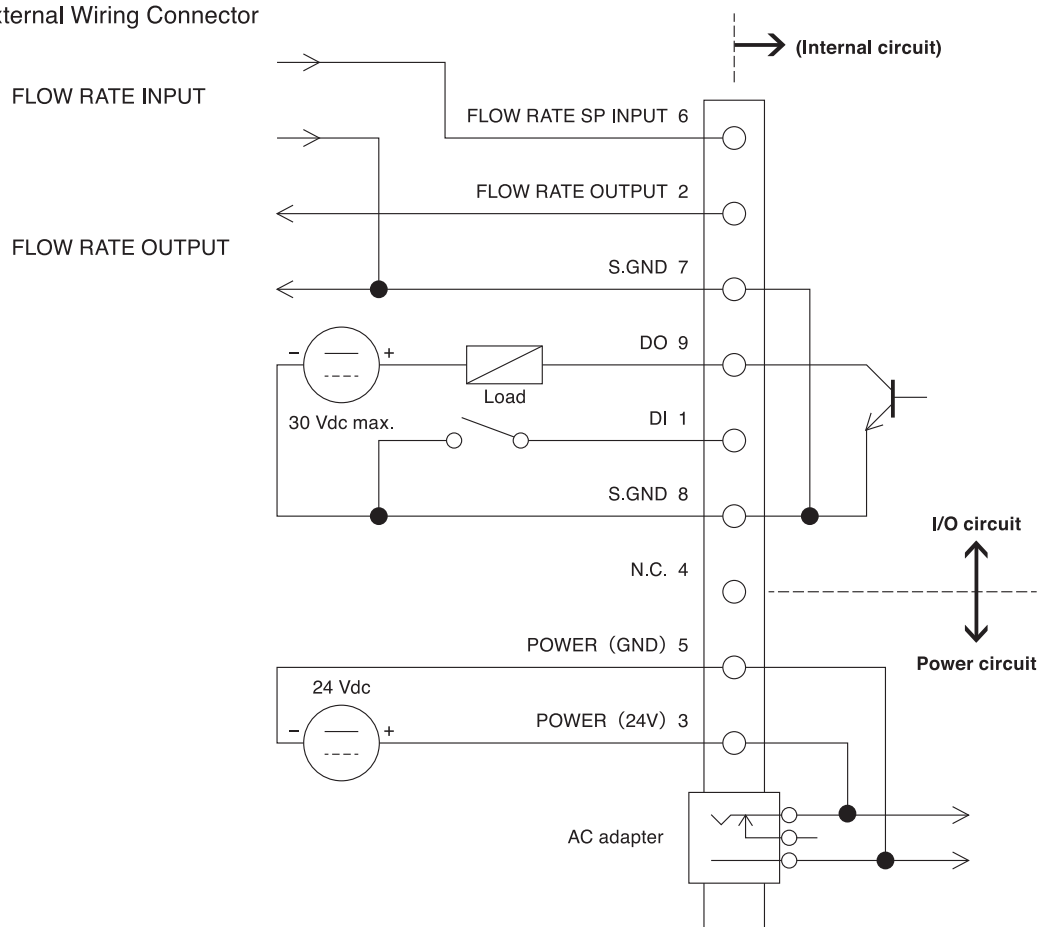 External Wiring Connector
(Internal circuit)
FLOW RATE INPUT
FLOW RATE SP INPUT 6
FLOW RATE OUTPUT 2
FLOW RATE OUTPUT
S.GND 7
DO 9
- +
Load
30 Vdc max.
DI 1
S.GND 8
I/O circuit
N.C. 4
POWER (GND) 5
Power circuit
24 Vdc
POWER (24V) 3
- +
AC adapter